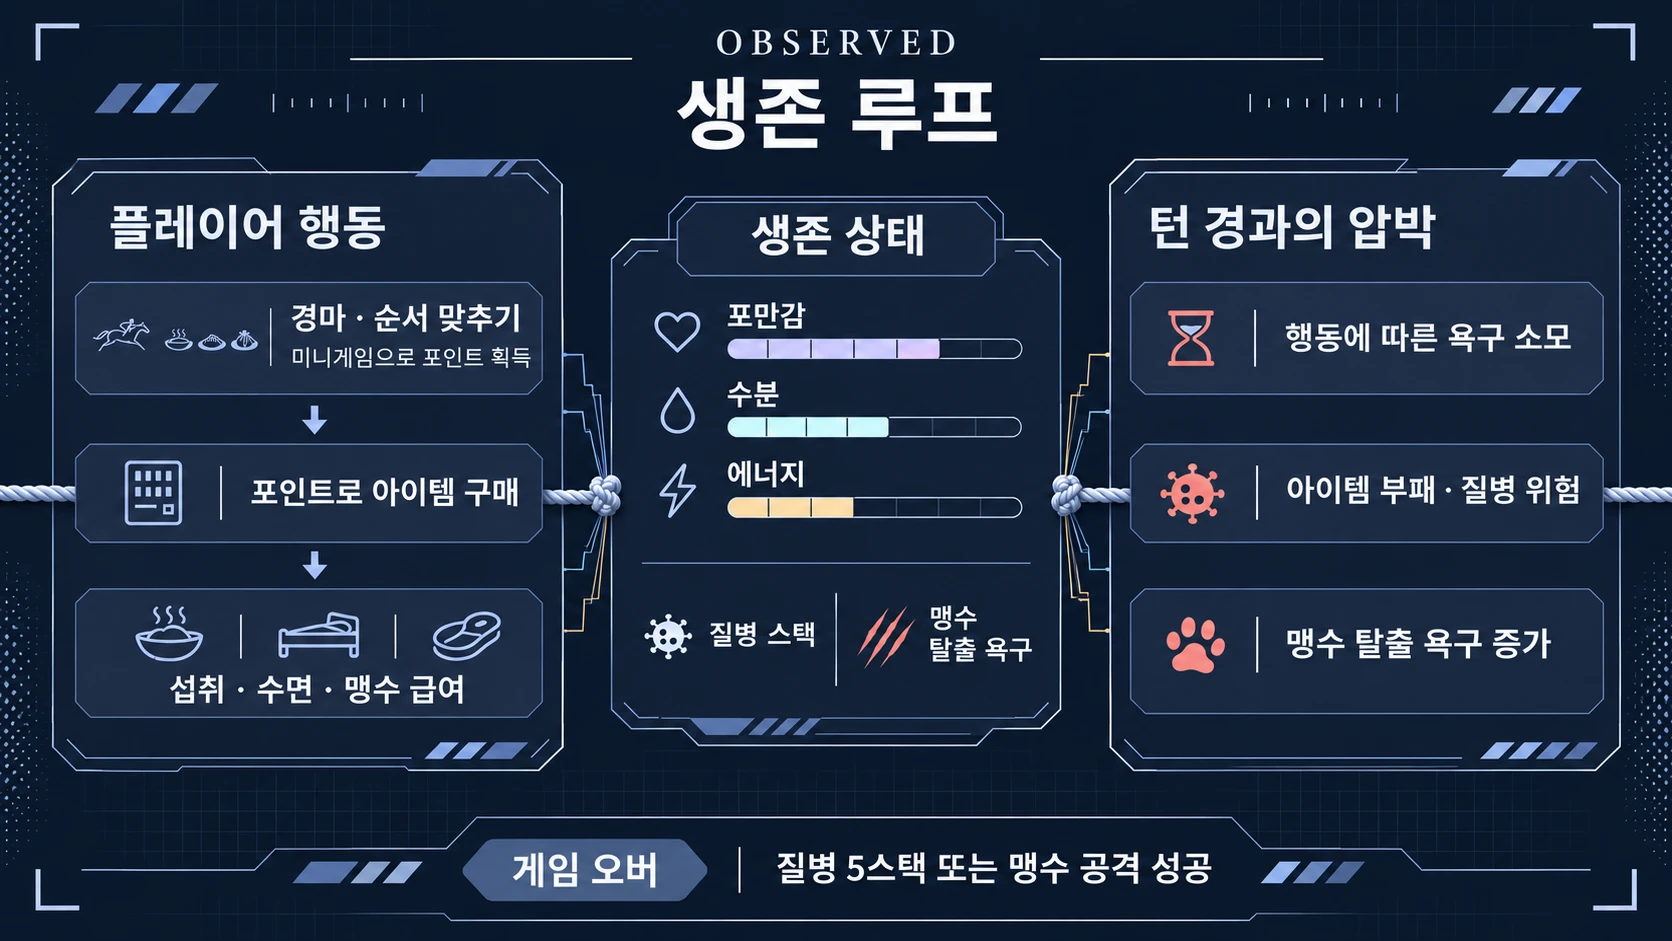 OBSERVED
생존 루프
플레이어 행동
경마 · 순서 맞추기
미니게임으로 포인트 획득
포인트로 아이템 구매
섭취 · 수면 · 맹수 급여
생존 상태
포만감
수분
에너지
질병 스택
맹수
탈출 욕구
턴 경과의 압박
행동에 따른 욕구 소모
아이템 부패 · 질병 위험
맹수 탈출 욕구 증가
게임 오버
질병 5스택 또는 맹수 공격 성공